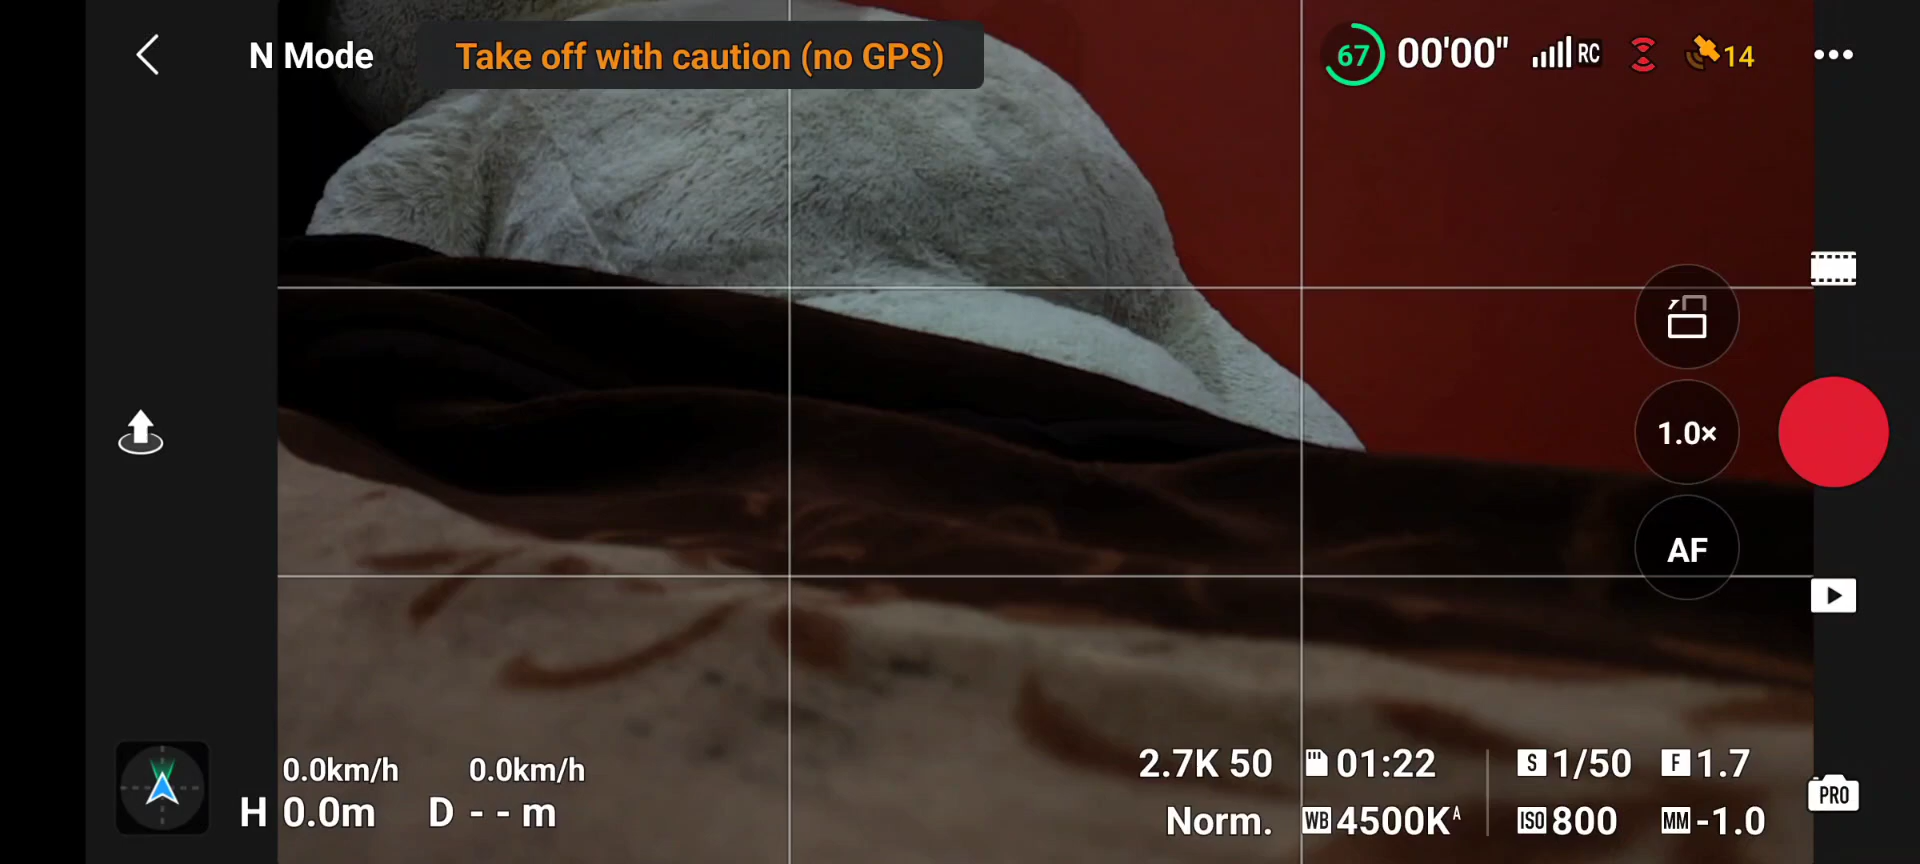 N Mode
Take off with caution (no GPS)
67
00'00"
RC
14
1.0×
AF
0.0km/h 0.0km/h
H 0.0m D - - m
2.7K 50 01:22 S 1/50 F 1.7
Norm. WB 4500K A ISO 800 MM -1.0
PRO